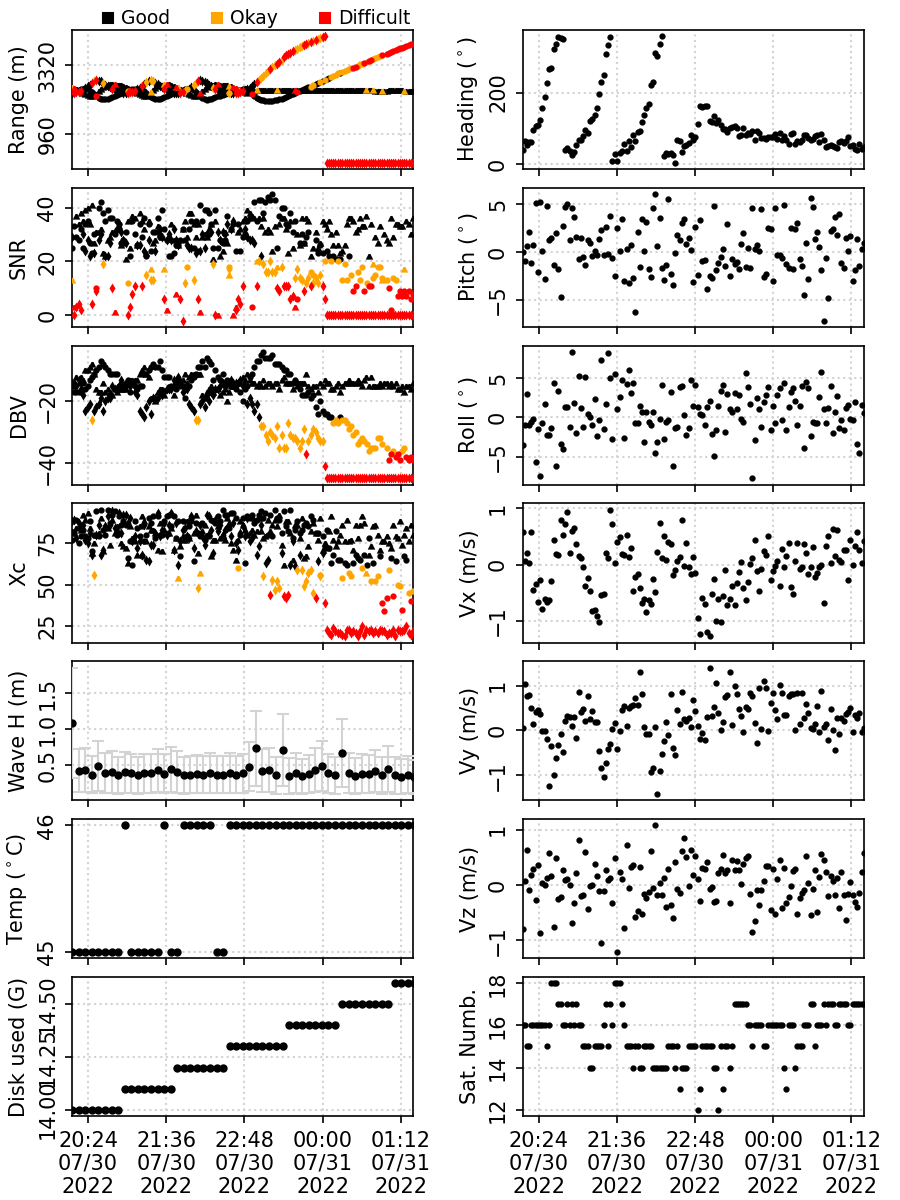 Good Okay Difficult
Range (m)
3320
960
Heading (°)
200
0
SNR
40
20
0
Pitch (°)
5
0
−5
DBV
−20
−40
Roll (°)
5
0
−5
Xc
75
50
25
Vx (m/s)
1
0
−1
Wave H (m)
1.5
1.0
0.5
Vy (m/s)
1
0
−1
Temp (°C)
46
45
Vz (m/s)
1
0
−1
Disk used (G)
14.50
14.25
14.00
Sat. Numb.
18
16
14
12
20:24 21:36 22:48 00:00 01:12
07/30 07/30 07/30 07/31 07/31
2022 2022 2022 2022 2022
20:24 21:36 22:48 00:00 01:12
07/30 07/30 07/30 07/31 07/31
2022 2022 2022 2022 2022